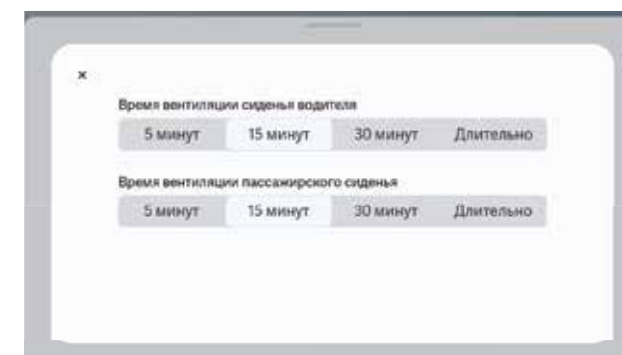 ×
Время вентиляции сиденья водителя
5 минут 15 минут 30 минут Длительно
Время вентиляции пассажирского сиденья
5 минут 15 минут 30 минут Длительно